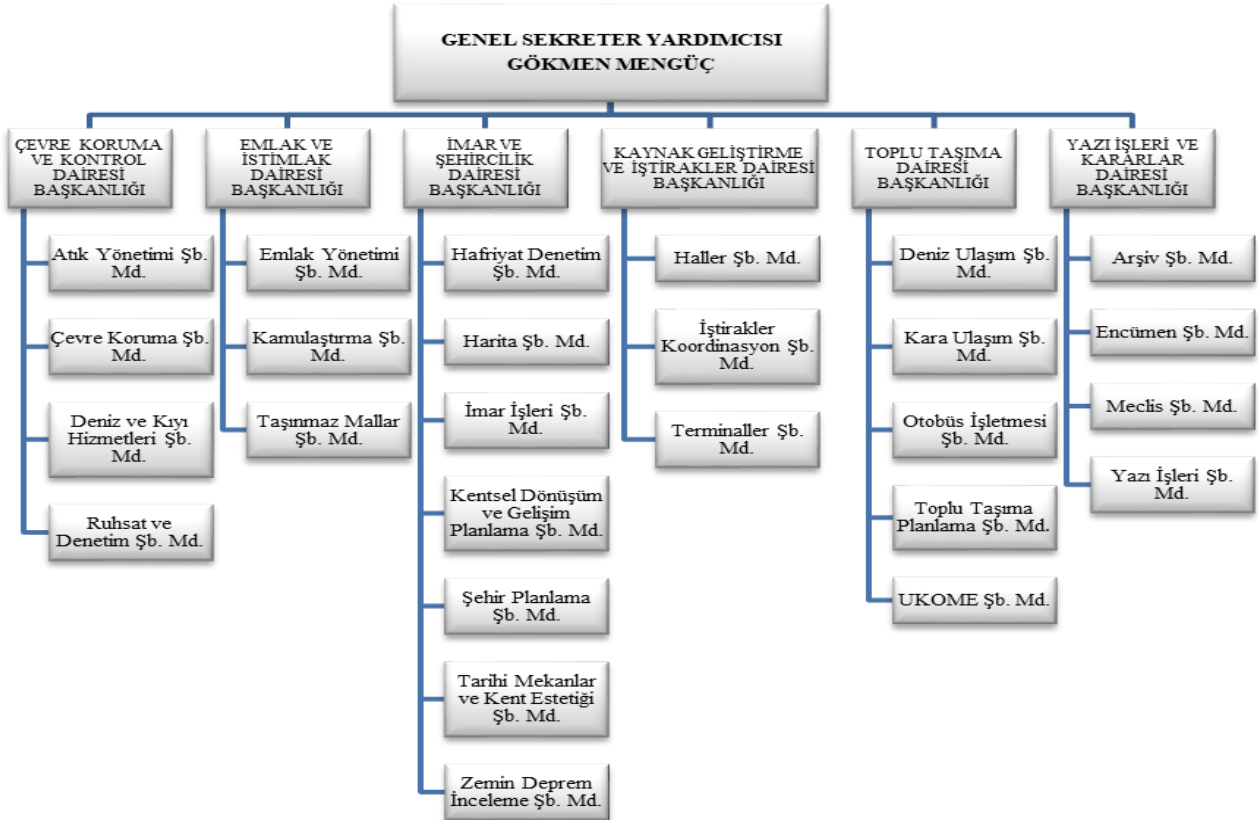 GENEL SEKRETER YARDIMCISI
GÖKMEN MENGÜÇ
ÇEVRE KORUMA
VE KONTROL
DAİRESİ
BAŞKANLIĞI
Atık Yönetimi Şb.
Md.
Çevre Koruma Şb.
Md.
Deniz ve Kıyı
Hizmetleri Şb.
Md.
Ruhsat ve
Denetim Şb. Md.
EMLAK VE
İSTİMLAK
DAİRESİ
BAŞKANLIĞI
Emlak Yönetimi
Şb. Md.
Kamulaştırma Şb.
Md.
Taşınmaz Mallar
Şb. Md.
İMAR VE
ŞEHİRCİLİK
DAİRESİ
BAŞKANLIĞI
Hafriyat Denetim
Şb. Md.
Harita Şb. Md.
İmar İşleri Şb.
Md.
Kentsel Dönüşüm
ve Gelişim
Planlama Şb. Md.
Şehir Planlama
Şb. Md.
Tarihi Mekanlar
ve Kent Estetiği
Şb. Md.
Zemin Deprem
İnceleme Şb. Md.
KAYNAK GELİŞTİRME
VE İŞTİRAKLER DAİRESİ
BAŞKANLIĞI
Haller Şb. Md.
İştirakler
Koordinasyon Şb.
Md.
Terminaller Şb.
Md.
TOPLU TAŞIMA
DAİRESİ
BAŞKANLIĞI
Deniz Ulaşım Şb.
Md.
Kara Ulaşım Şb.
Md.
Otobüs İşletmesi
Şb. Md.
Toplu Taşıma
Planlama Şb. Md.
UKOME Şb. Md.
YAZI İŞLERİ VE
KARARLAR
DAİRESİ
BAŞKANLIĞI
Arşiv Şb. Md.
Encümen Şb. Md.
Meclis Şb. Md.
Yazı İşleri Şb.
Md.